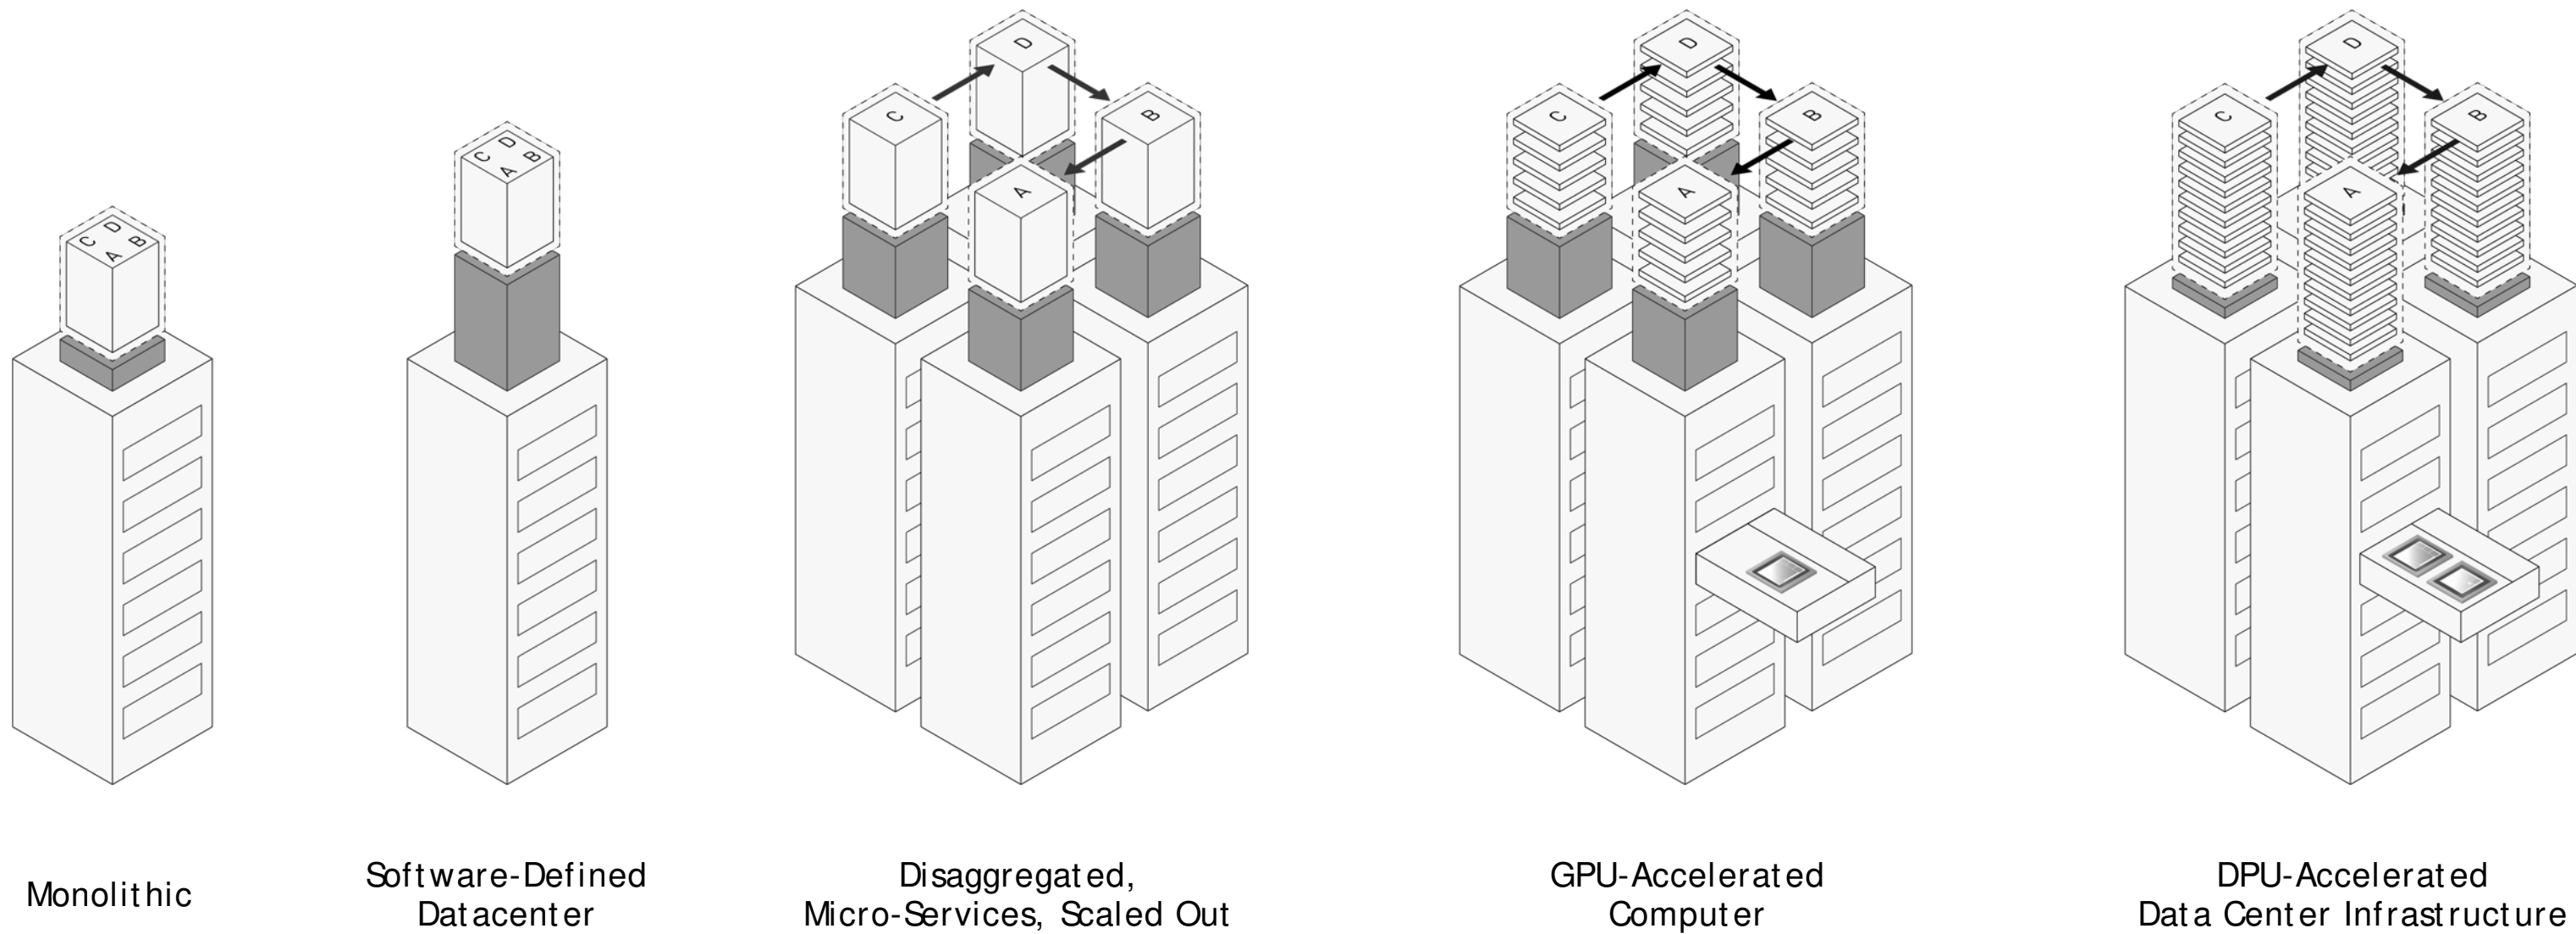 C D
A B
Monolithic
C D
A B
Software-Defined
Datacenter
D
C
B
A
Disaggregated,
Micro-Services, Scaled Out
D
C
B
A
GPU-Accelerated
Computer
D
C
B
A
DPU-Accelerated
Data Center Infrastructure